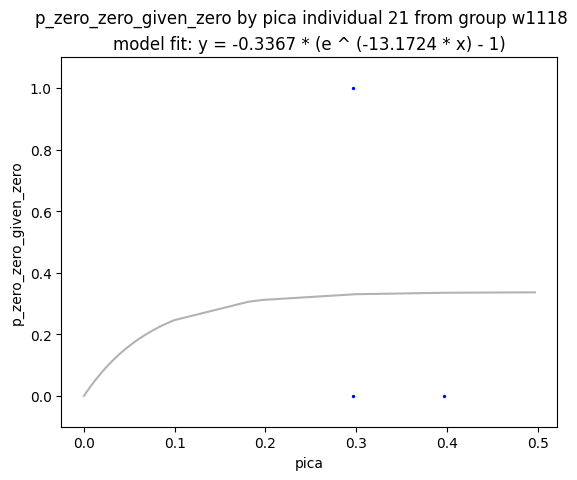 p_zero_zero_given_zero by pica individual 21 from group w1118
model fit: y = -0.3367 * (e ^ (-13.1724 * x) - 1)
p_zero_zero_given_zero
1.0
0.8
0.6
0.4
0.2
0.0
0.0 0.1 0.2 0.3 0.4 0.5
pica